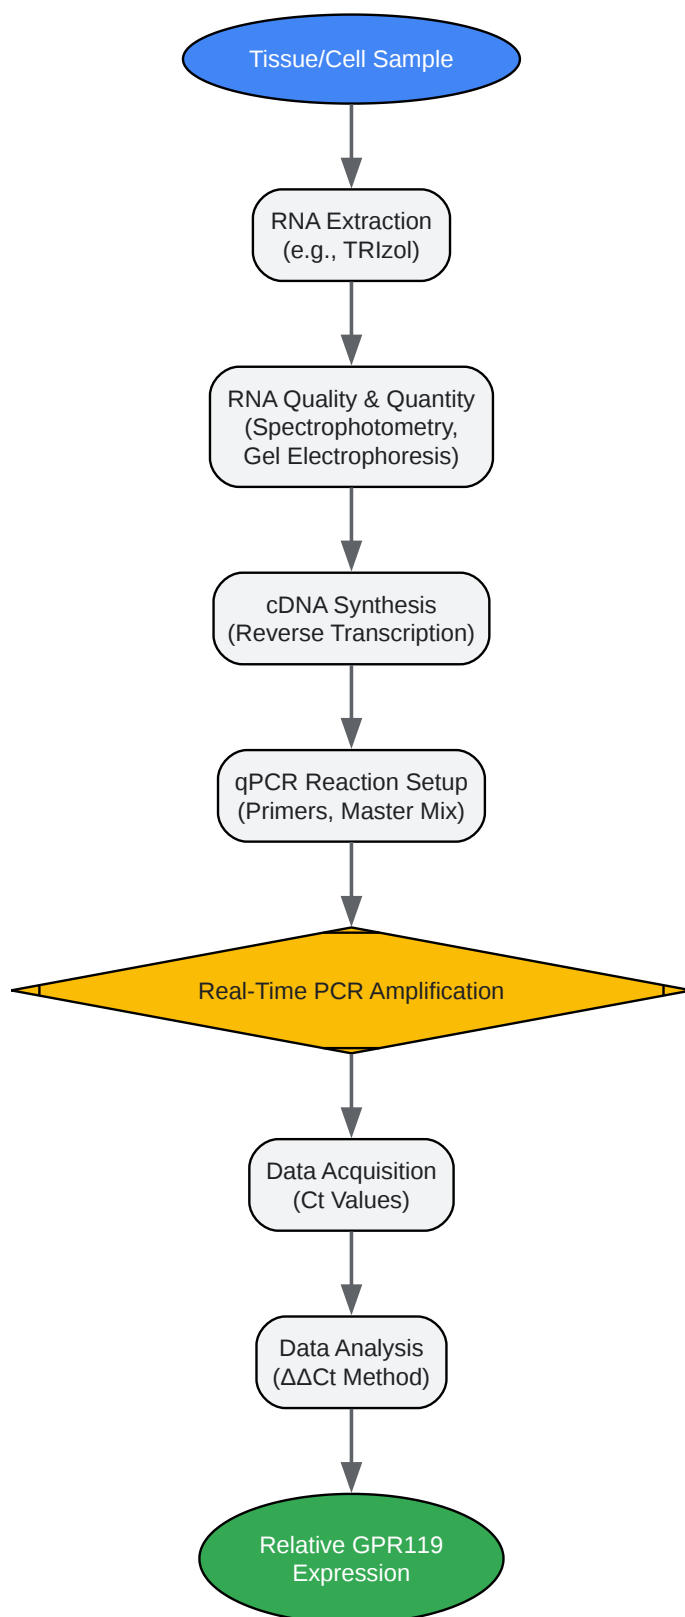 Tissue/Cell Sample
RNA Extraction
(e.g., TRIzol)
RNA Quality & Quantity
(Spectrophotometry,
Gel Electrophoresis)
cDNA Synthesis
(Reverse Transcription)
qPCR Reaction Setup
(Primers, Master Mix)
Real-Time PCR Amplification
Data Acquisition
(Ct Values)
Data Analysis
(ΔΔCt Method)
Relative GPR119
Expression